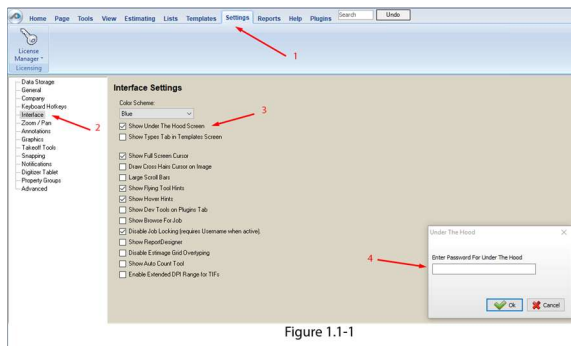 Home Page Tools View Estimating Lists Templates Settings Reports Help Plugins Search Undo
License
Manager
Licensing
1
Data Storage
General
Company
Keyboard Hotkeys
Interface
Zoom / Pan
Annotations
Graphics
Takeoff Tools
Snapping
Notifications
Digitizer Tablet
Property Groups
Advanced
2
Interface Settings
Color Scheme:
Blue
3
Show Under The Hood Screen
Show Types Tab in Templates Screen
Show Full Screen Cursor
Draw Cross Hairs Cursor on Image
Large Scroll Bars
Show Flying Tool Hints
Show Hover Hints
Show Dev Tools on Plugins Tab
Show Browse For Job
Disable Job Locking (requires Username when active).
Show ReportDesigner
Disable Estimage Grid Overtyping
Show Auto Count Tool
Enable Extended DPI Range for TIFs
Under The Hood
4
Enter Password For Under The Hood
Ok Cancel
Figure 1.1-1